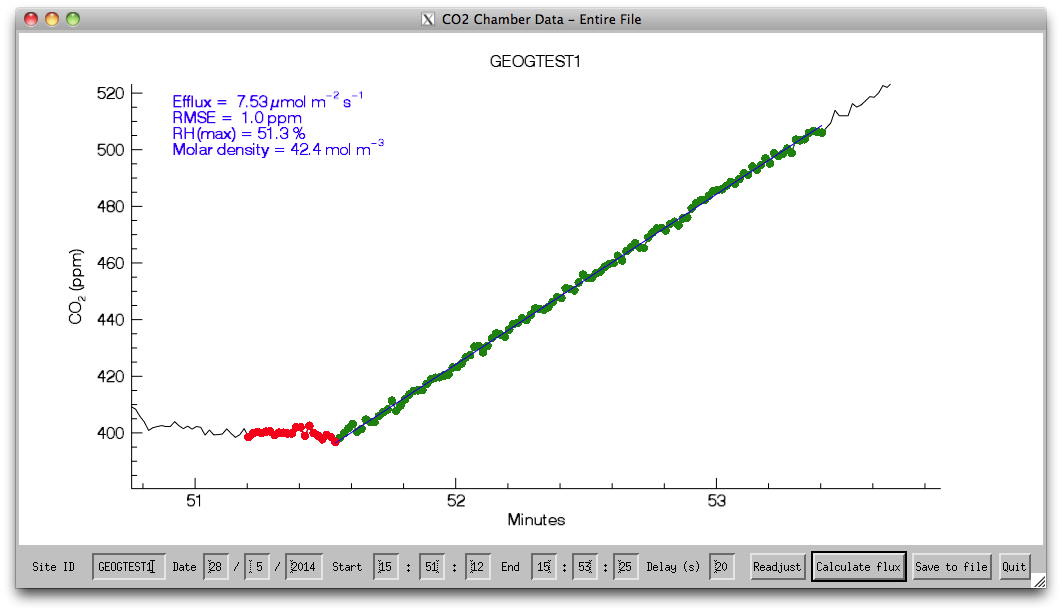 CO2 Chamber Data – Entire File
GEOGTEST1
Efflux = 7.53 μmol m⁻² s⁻¹
RMSE = 1.0 ppm
RH(max) = 51.3 %
Molar density = 42.4 mol m⁻³
520
500
480
460
440
420
400
CO₂ (ppm)
51 52 53
Minutes
Site ID GEOGTEST1 Date 28 / 5 / 2014 Start 15 : 51 : 12 End 15 : 53 : 25 Delay (s) 20 Readjust Calculate flux Save to file Quit